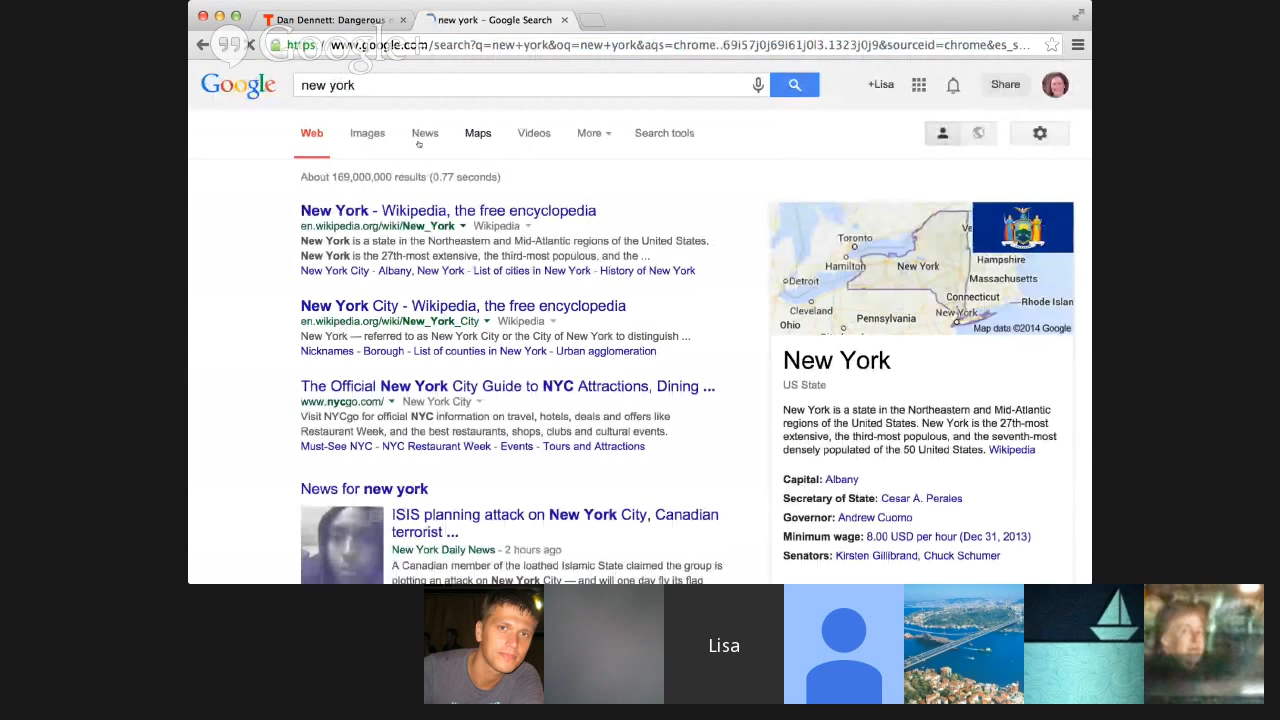 Dan Dennett: Dangerous
new york - Google Search
https://www.google.com/search?q=new+york&oq=new+york&aqs=chrome..69i57j0j69i61j0l3.1323j0j9&sourceid=chrome&es_s...
Google+
Google
new york
+Lisa
Share
Web Images News Maps Videos More Search tools
About 169,000,000 results (0.77 seconds)
New York - Wikipedia, the free encyclopedia
en.wikipedia.org/wiki/New_York Wikipedia
New York is a state in the Northeastern and Mid-Atlantic regions of the United States.
New York is the 27th-most extensive, the third-most populous, and the ...
New York City - Albany, New York - List of cities in New York - History of New York
New York City - Wikipedia, the free encyclopedia
en.wikipedia.org/wiki/New_York_City Wikipedia
New York — referred to as New York City or the City of New York to distinguish ...
Nicknames - Borough - List of counties in New York - Urban agglomeration
The Official New York City Guide to NYC Attractions, Dining ...
www.nycgo.com/ New York City
Visit NYCgo for official NYC information on travel, hotels, deals and offers like
Restaurant Week, and the best restaurants, shops, clubs and cultural events.
Must-See NYC - NYC Restaurant Week - Events - Tours and Attractions
News for new york
ISIS planning attack on New York City, Canadian
terrorist ...
New York Daily News - 2 hours ago
A Canadian member of the loathed Islamic State claimed the group is
plotting an attack on New York City — and will one day fly its flag
Toronto
Hamilton
New York
Hampshire
Detroit
Massachusetts
Connecticut
Cleveland
Rhode Islan
Ohio
Pennsylvania
New York
Map data ©2014 Google
New York
US State
New York is a state in the Northeastern and Mid-Atlantic
regions of the United States. New York is the 27th-most
extensive, the third-most populous, and the seventh-most
densely populated of the 50 United States. Wikipedia
Capital: Albany
Secretary of State: Cesar A. Perales
Governor: Andrew Cuomo
Minimum wage: 8.00 USD per hour (Dec 31, 2013)
Senators: Kirsten Gillibrand, Chuck Schumer
Lisa